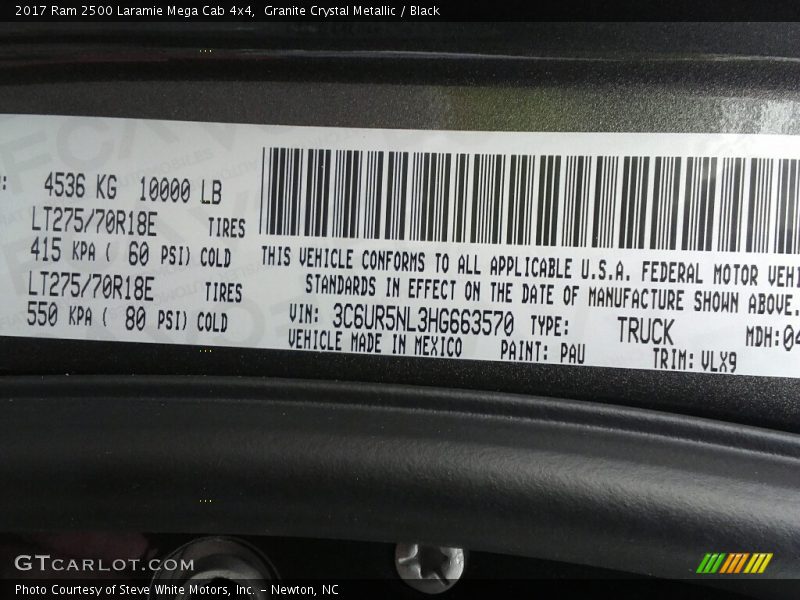 2017 Ram 2500 Laramie Mega Cab 4x4,  Granite Crystal Metallic / Black
4536 KG  10000 LB
LT275/70R18E  TIRES
415 KPA ( 60 PSI) COLD
LT275/70R18E  TIRES
550 KPA ( 80 PSI) COLD
THIS VEHICLE CONFORMS TO ALL APPLICABLE U.S.A. FEDERAL MOTOR VEHI
STANDARDS IN EFFECT ON THE DATE OF MANUFACTURE SHOWN ABOVE.
VIN: 3C6UR5NL3HG663570 TYPE: TRUCK MDH:04
VEHICLE MADE IN MEXICO PAINT: PAU TRIM: VLX9
GTCARLOT.COM
Photo Courtesy of Steve White Motors, Inc. – Newton, NC